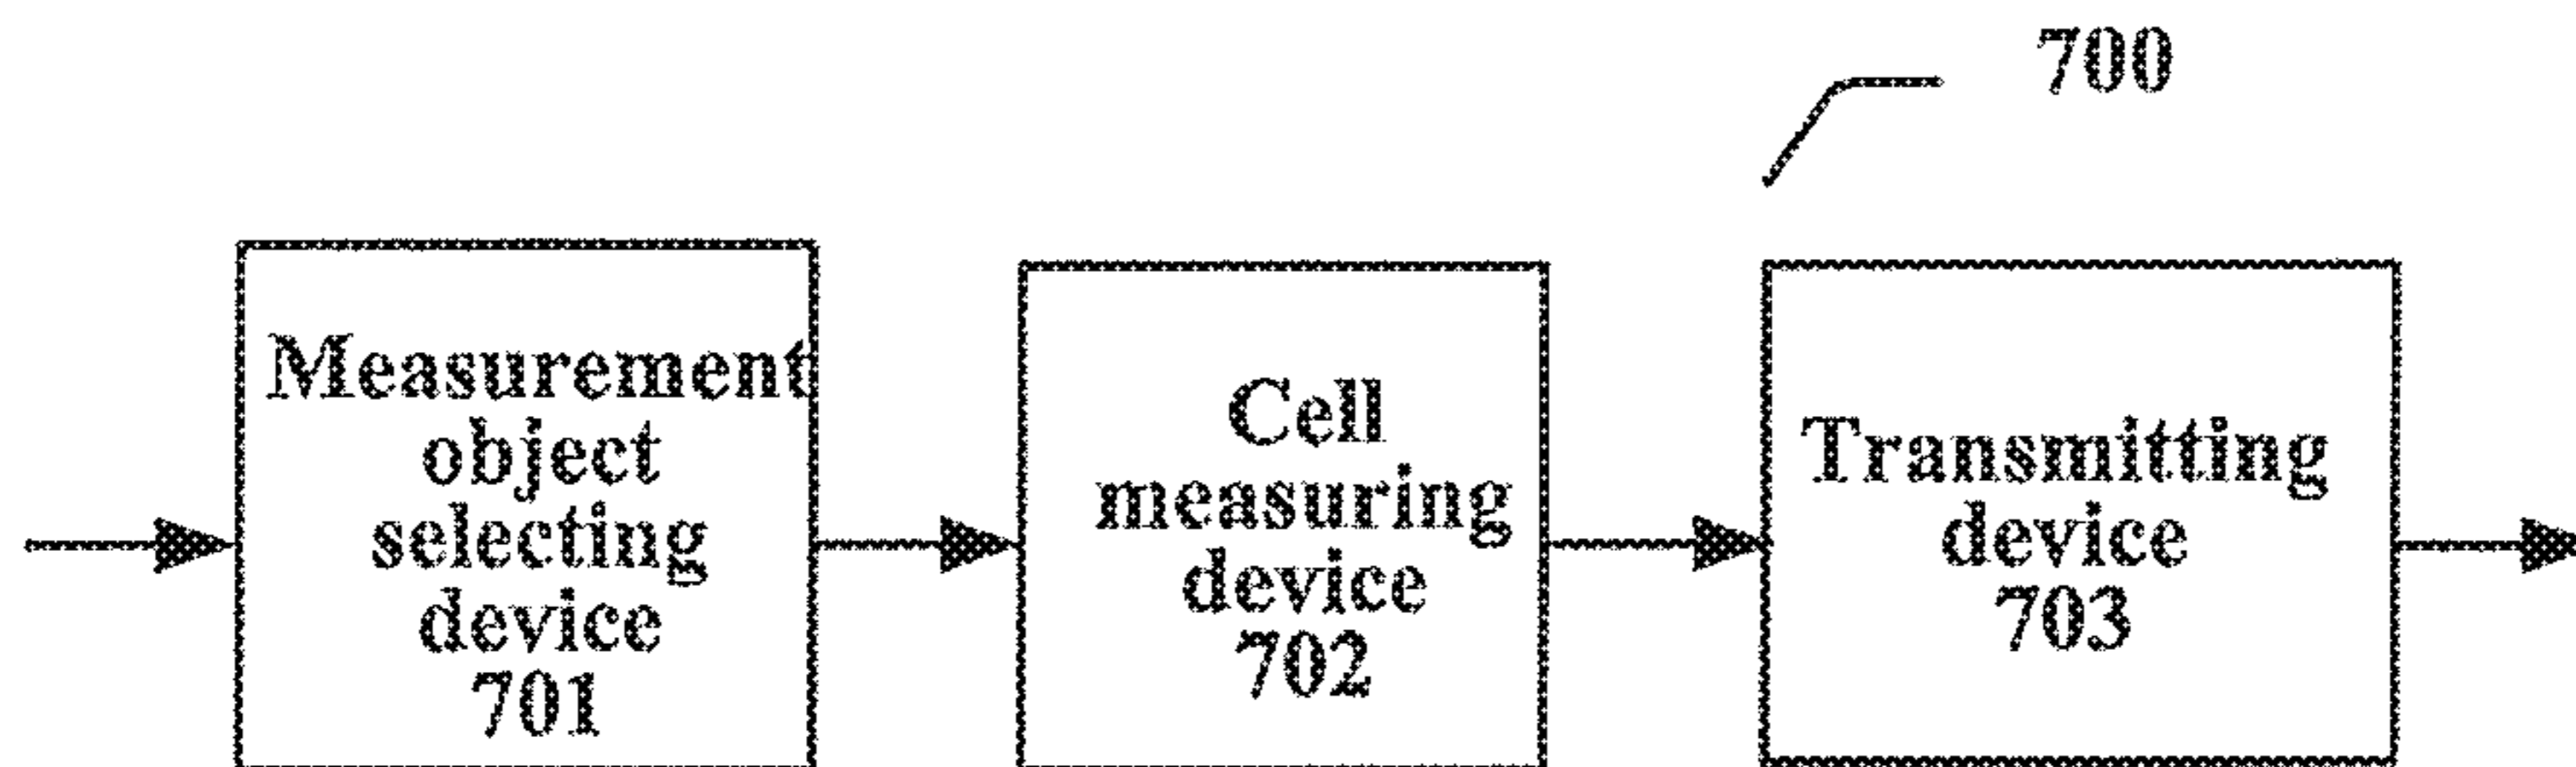 700
Measurement
object
selecting
device
701
Cell
measuring
device
702
Transmitting
device
703